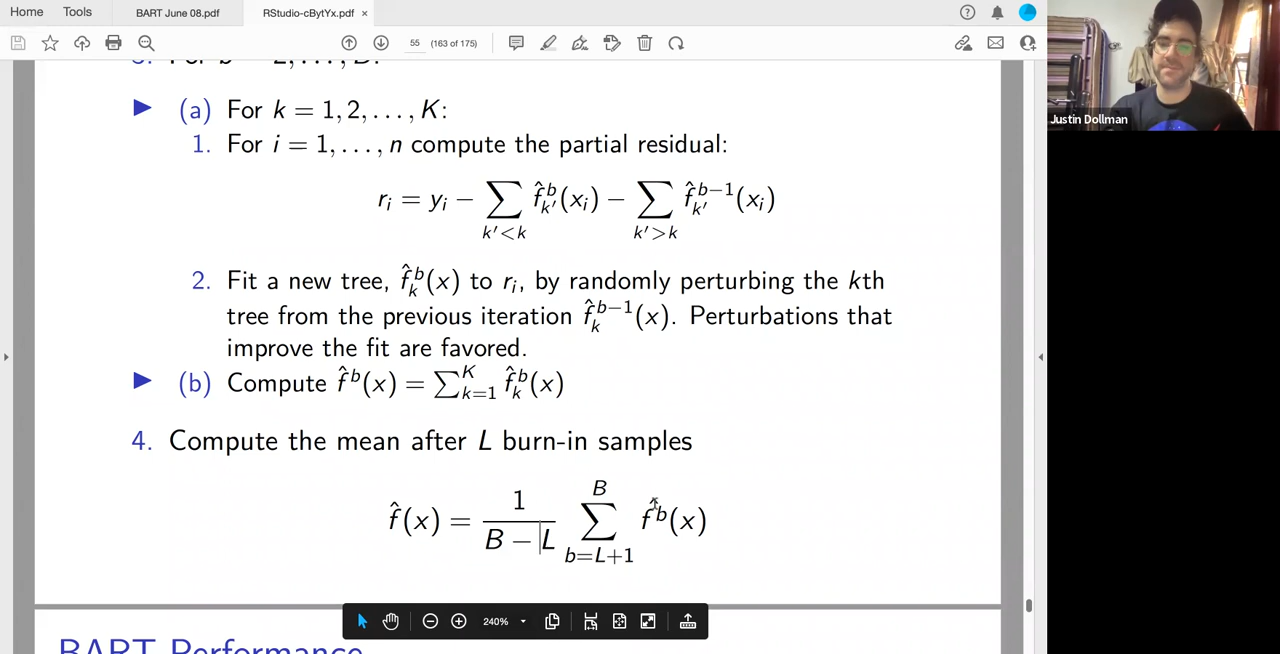 Home Tools BART June 08.pdf RStudio-cBytYx.pdf ×
55 (163 of 175)
▶ (a) For k = 1, 2, . . . , K:
1. For i = 1, . . . , n compute the partial residual:
r_i = y_i − ∑_{k′<k} f̂^b_{k′}(x_i) − ∑_{k′>k} f̂^{b−1}_{k′}(x_i)
2. Fit a new tree, f̂^b_k(x) to r_i, by randomly perturbing the kth
tree from the previous iteration f̂^{b−1}_k(x). Perturbations that
improve the fit are favored.
▶ (b) Compute f̂^b(x) = ∑^K_{k=1} f̂^b_k(x)
4. Compute the mean after L burn-in samples
f̂(x) = 1/(B − L) ∑^B_{b=L+1} f̂^b(x)
240%
BART Performance
Justin Dollman